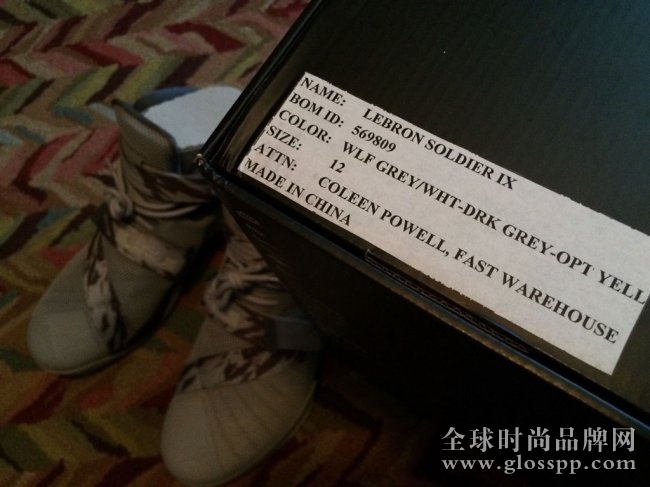 NAME: LEBRON SOLDIER IX
BOM ID: 569809
COLOR: WLF GREY/WHT-DRK GREY-OPT YELL
SIZE: 12
ATTN: COLEEN POWELL, FAST WAREHOUSE
MADE IN CHINA
全球时尚品牌网
www.glosspp.com